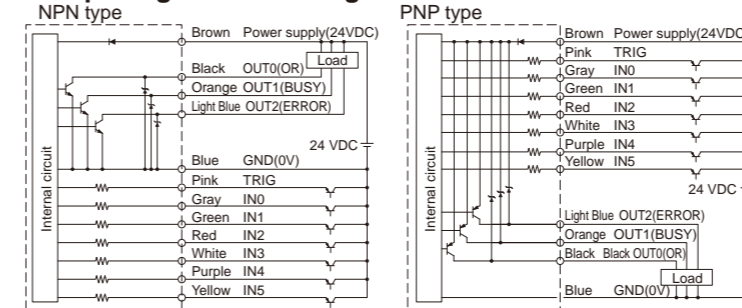 NPN type
Brown Power supply(24VDC)
Load
Black OUT0(OR)
Orange OUT1(BUSY)
Light Blue OUT2(ERROR)
24 VDC
Blue GND(0V)
Pink TRIG
Gray IN0
Green IN1
Red IN2
White IN3
Purple IN4
Yellow IN5
Internal circuit
PNP type
Brown Power supply(24VDC
Pink TRIG
Gray IN0
Green IN1
Red IN2
White IN3
Purple IN4
Yellow IN5
24 VDC
Light Blue OUT2(ERROR)
Orange OUT1(BUSY)
Black Black OUT0(OR)
Load
Blue GND(0V)
Internal circuit